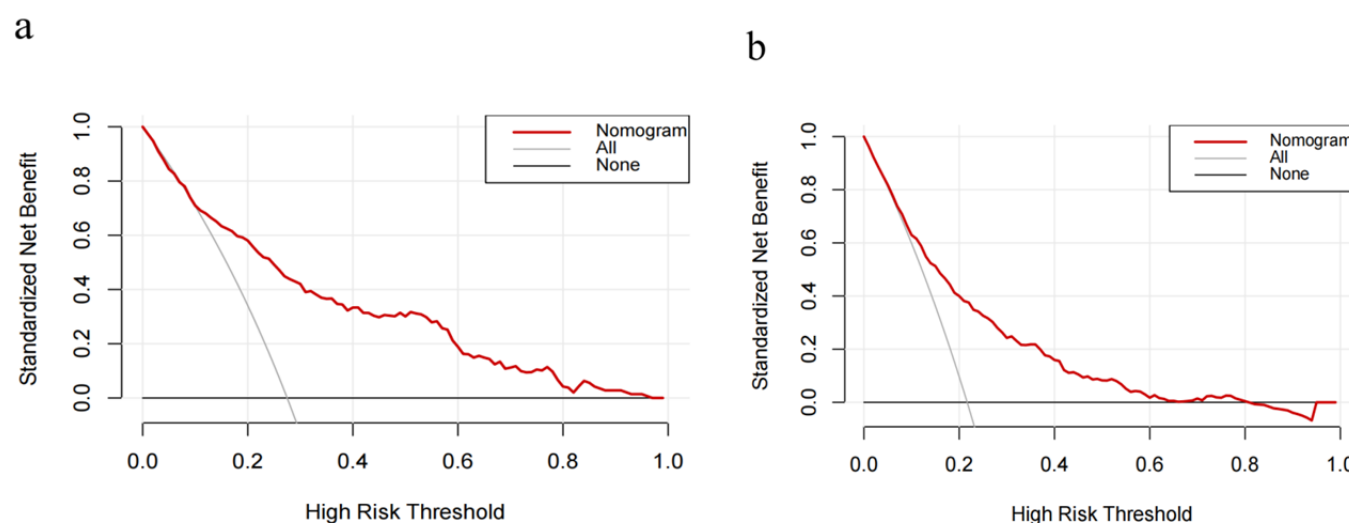 a
Standardized Net Benefit
1.0
0.8
0.6
0.4
0.2
0.0
Nomogram
All
None
0.0 0.2 0.4 0.6 0.8 1.0
High Risk Threshold
b
Standardized Net Benefit
1.0
0.8
0.6
0.4
0.2
0.0
Nomogram
All
None
0.0 0.2 0.4 0.6 0.8 1.0
High Risk Threshold